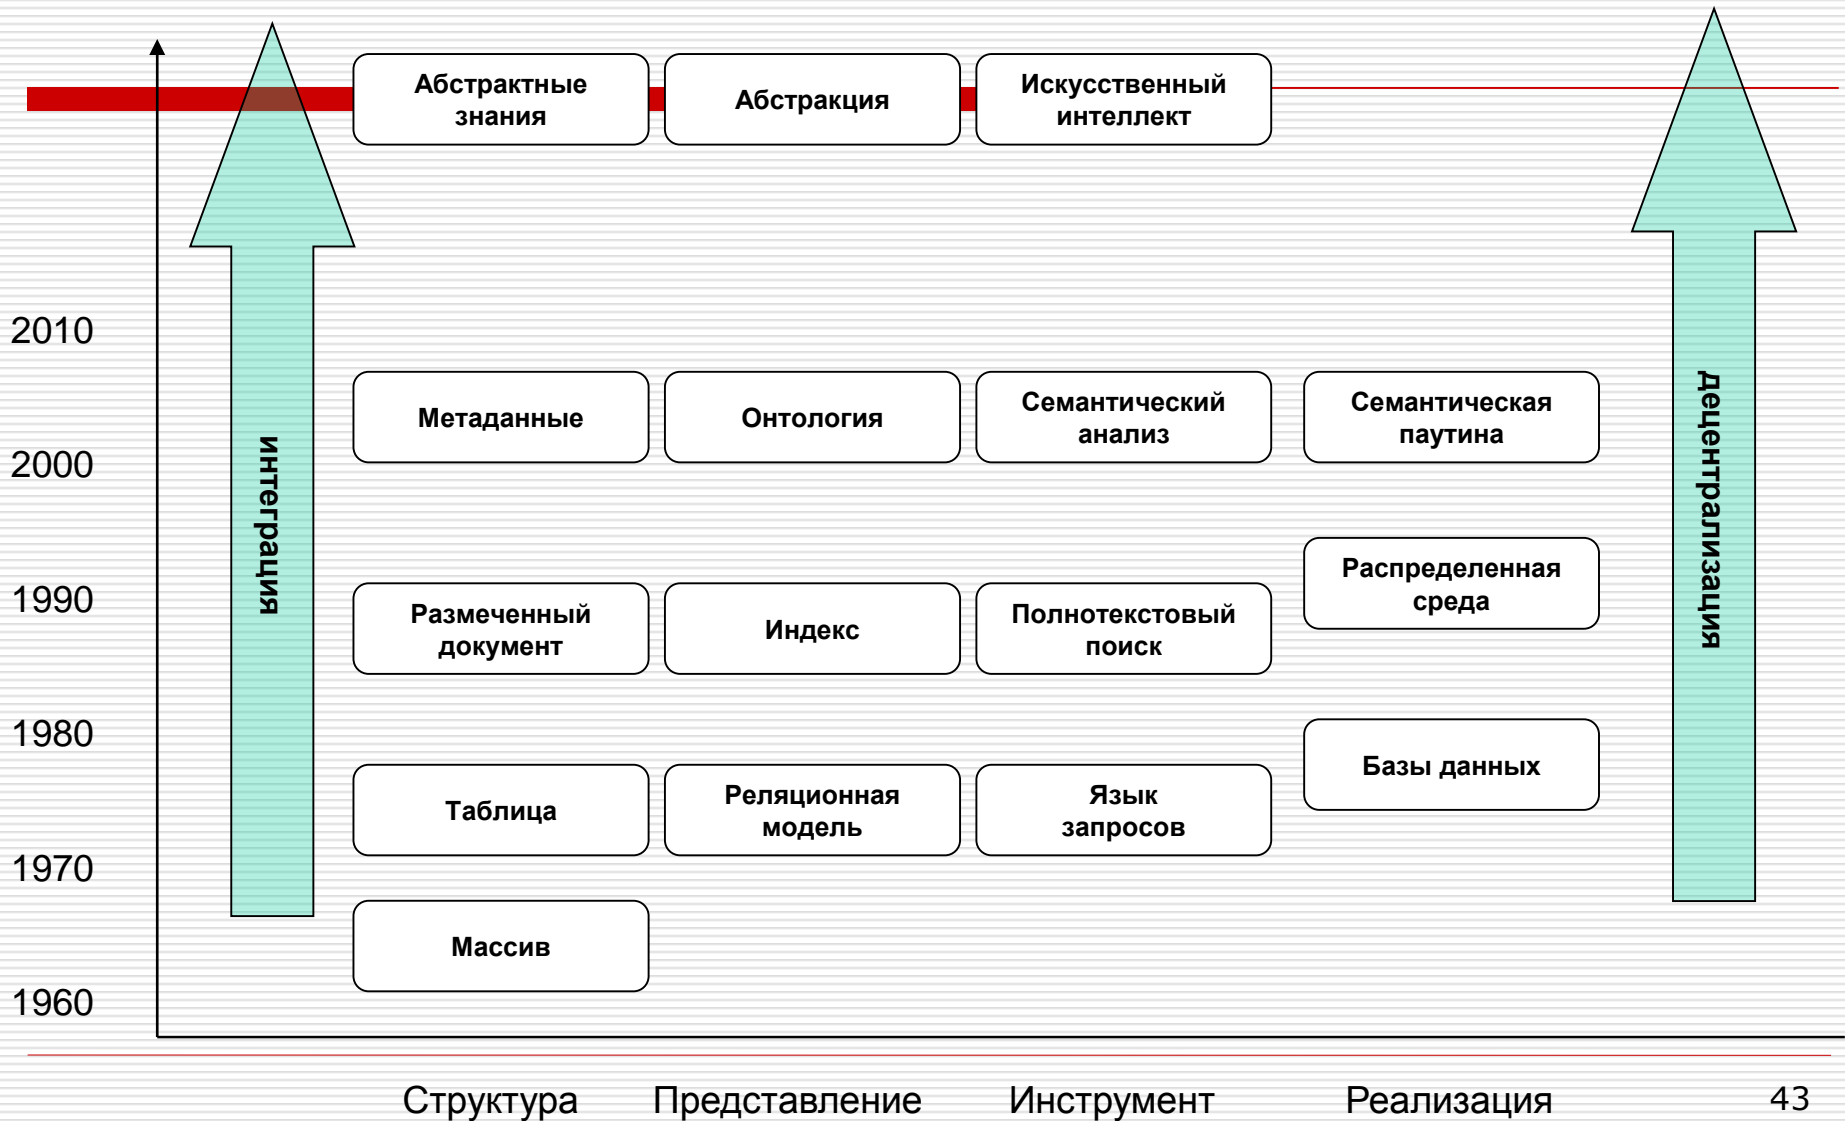 Абстрактные
знания
Абстракция
Искусственный
интеллект
2010
Метаданные
Онтология
Семантический
анализ
Семантическая
паутина
2000
интеграция
децентрализация
Распределенная
среда
1990
Размеченный
документ
Индекс
Полнотекстовый
поиск
1980
Базы данных
Таблица
Реляционная
модель
Язык
запросов
1970
Массив
1960
Структура
Представление
Инструмент
Реализация
43